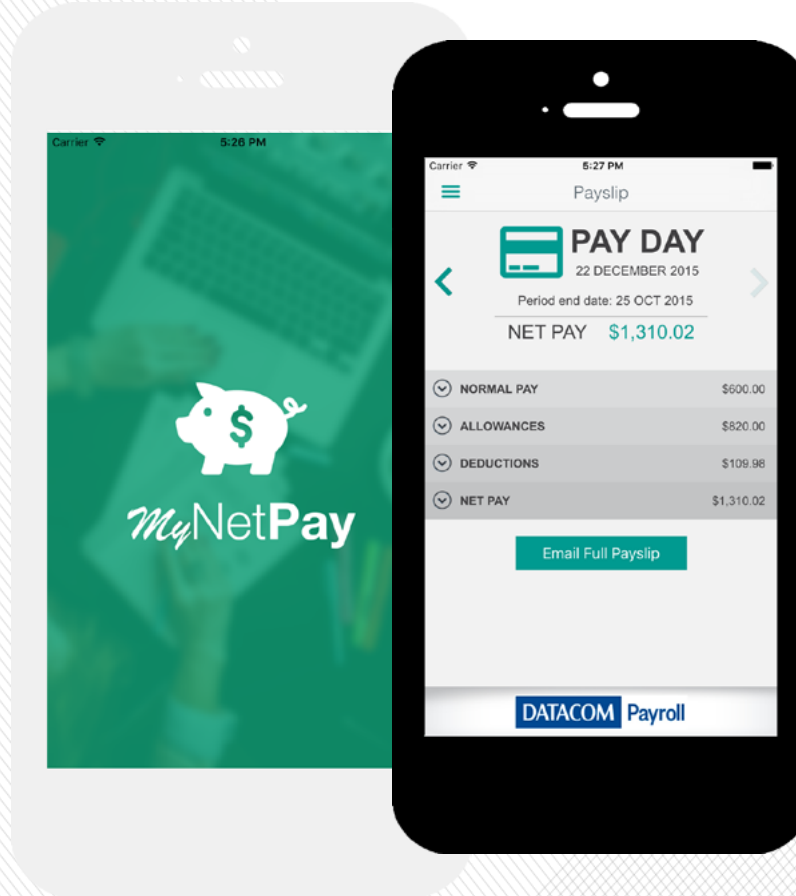 Carrier 5:26 PM
$
MyNetPay
Carrier 5:27 PM
Payslip
PAY DAY
22 DECEMBER 2015
Period end date: 25 OCT 2015
NET PAY $1,310.02
NORMAL PAY $600.00
ALLOWANCES $820.00
DEDUCTIONS $109.98
NET PAY $1,310.02
Email Full Payslip
DATACOM Payroll